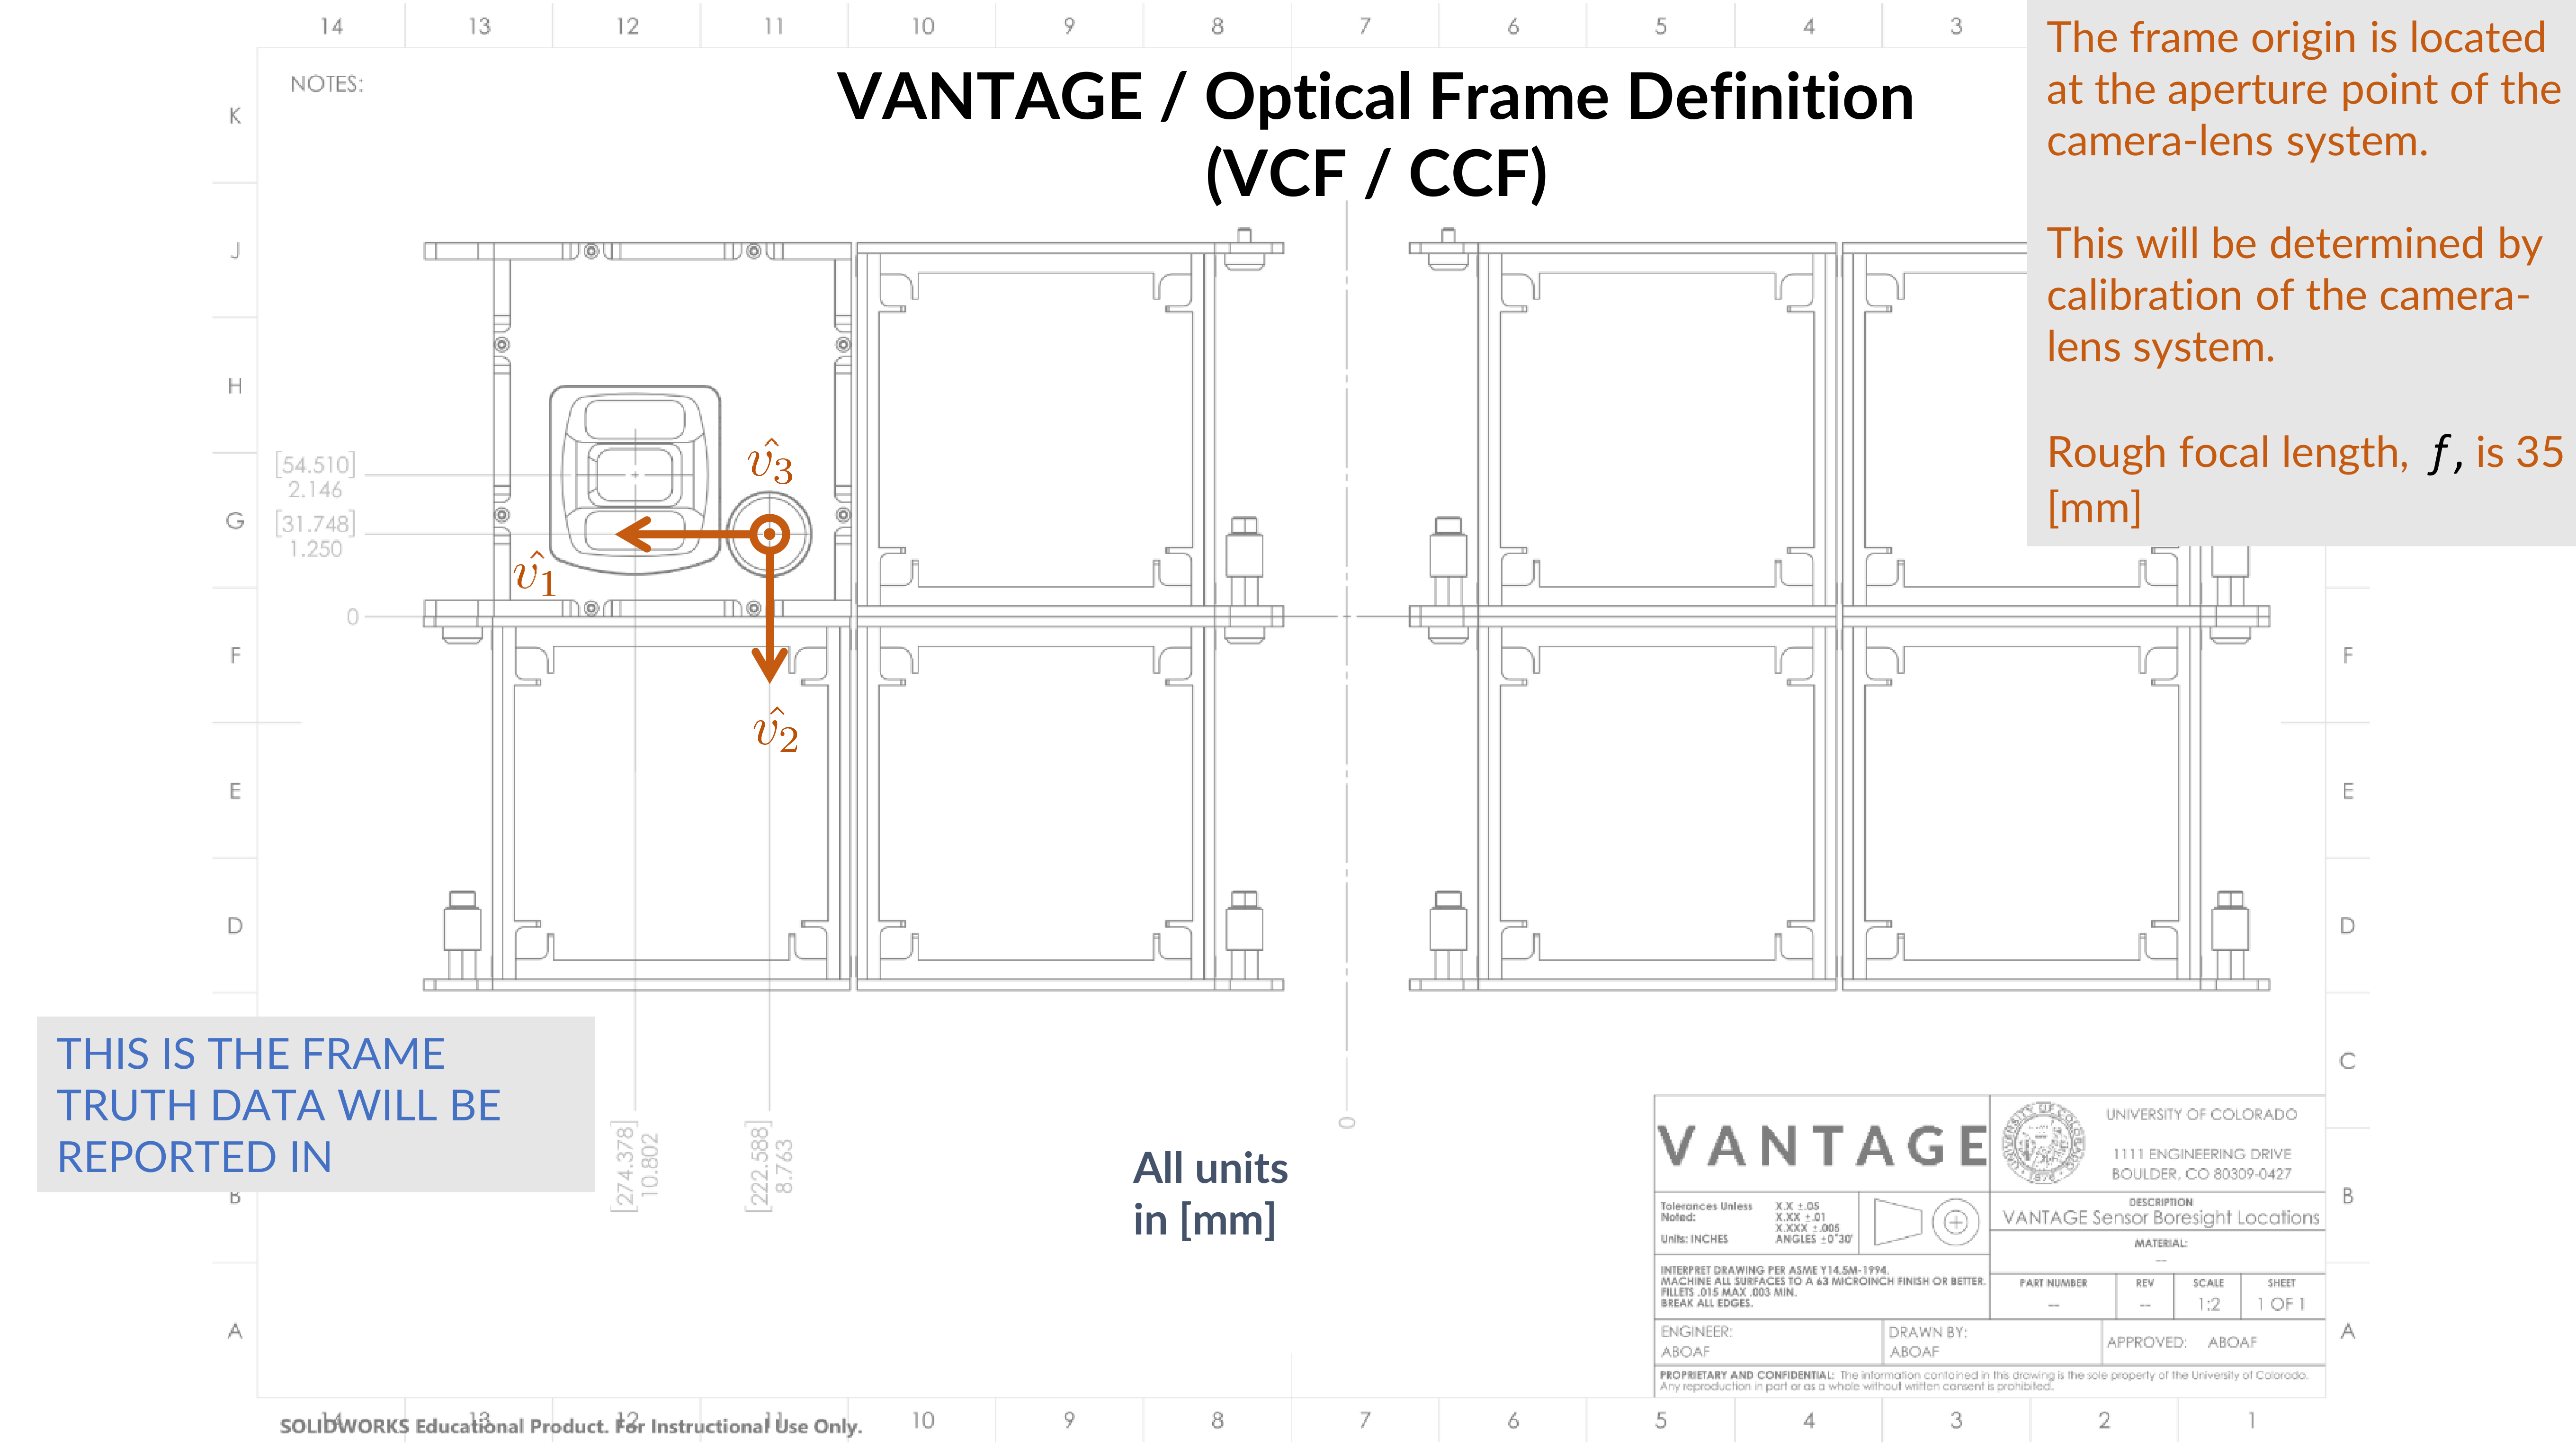 14 13 12 11 10 9 8 7 6 5 4 3
The frame origin is located
at the aperture point of the
camera-lens system.
This will be determined by
calibration of the camera-
lens system.
Rough focal length, f, is 35
[mm]
NOTES:
VANTAGE / Optical Frame Definition
(VCF / CCF)
K
J
H
G
F
E
D
B
A
[54.510]
2.146
[31.748]
1.250
0
v̂3
v̂1
v̂2
F
E
D
C
B
A
THIS IS THE FRAME
TRUTH DATA WILL BE
REPORTED IN
[274.378]
10.802
[222.588]
8.763
0
All units
in [mm]
VANTAGE
UNIVERSITY OF COLORADO
1111 ENGINEERING DRIVE
BOULDER, CO 80309-0427
1876
Tolerances Unless
Noted:
Units: INCHES
X.X ±.05
X.XX ±.01
X.XXX ±.005
ANGLES ±0°30'
DESCRIPTION
VANTAGE Sensor Boresight Locations
MATERIAL:
--
INTERPRET DRAWING PER ASME Y14.5M-1994.
MACHINE ALL SURFACES TO A 63 MICROINCH FINISH OR BETTER.
FILLETS .015 MAX .003 MIN.
BREAK ALL EDGES.
PART NUMBER
--
REV
--
SCALE
1:2
SHEET
1 OF 1
ENGINEER:
ABOAF
DRAWN BY:
ABOAF
APPROVED: ABOAF
PROPRIETARY AND CONFIDENTIAL: The information contained in this drawing is the sole property of the University of Colorado.
Any reproduction in part or as a whole without written consent is prohibited.
14 13 12 11 10 9 8 7 6 5 4 3 2 1
SOLIDWORKS Educational Product. For Instructional Use Only.